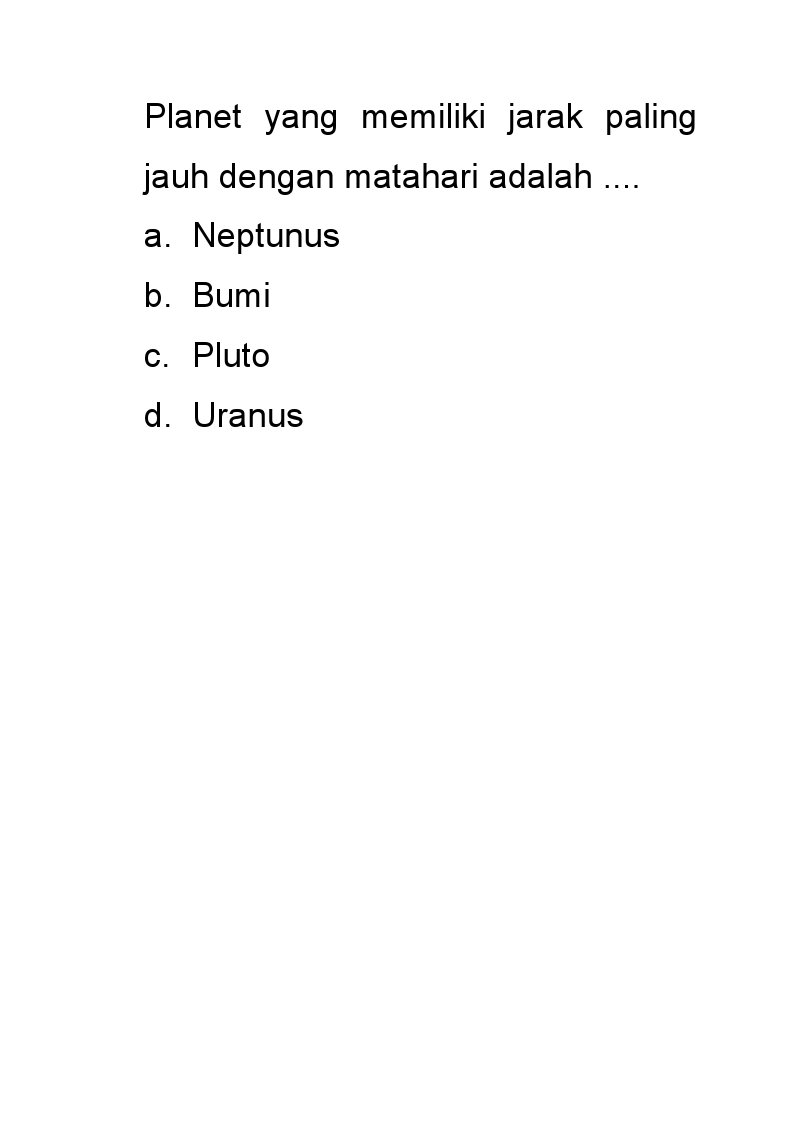 Planet yang memiliki jarak paling
jauh dengan matahari adalah ....
a. Neptunus
b. Bumi
c. Pluto
d. Uranus